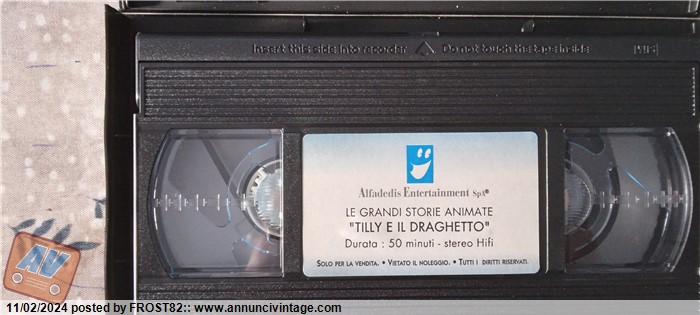 Insert this side into recorder △ Do not touch the tape inside VHS
Alfadedis Entertainment SpA®
LE GRANDI STORIE ANIMATE
"TILLY E IL DRAGHETTO"
Durata : 50 minuti - stereo Hifi
SOLO PER LA VENDITA. • VIETATO IL NOLEGGIO. • TUTTI I DIRITTI RISERVATI.
AV
11/02/2024 posted by FROST82:: www.annuncivintage.com